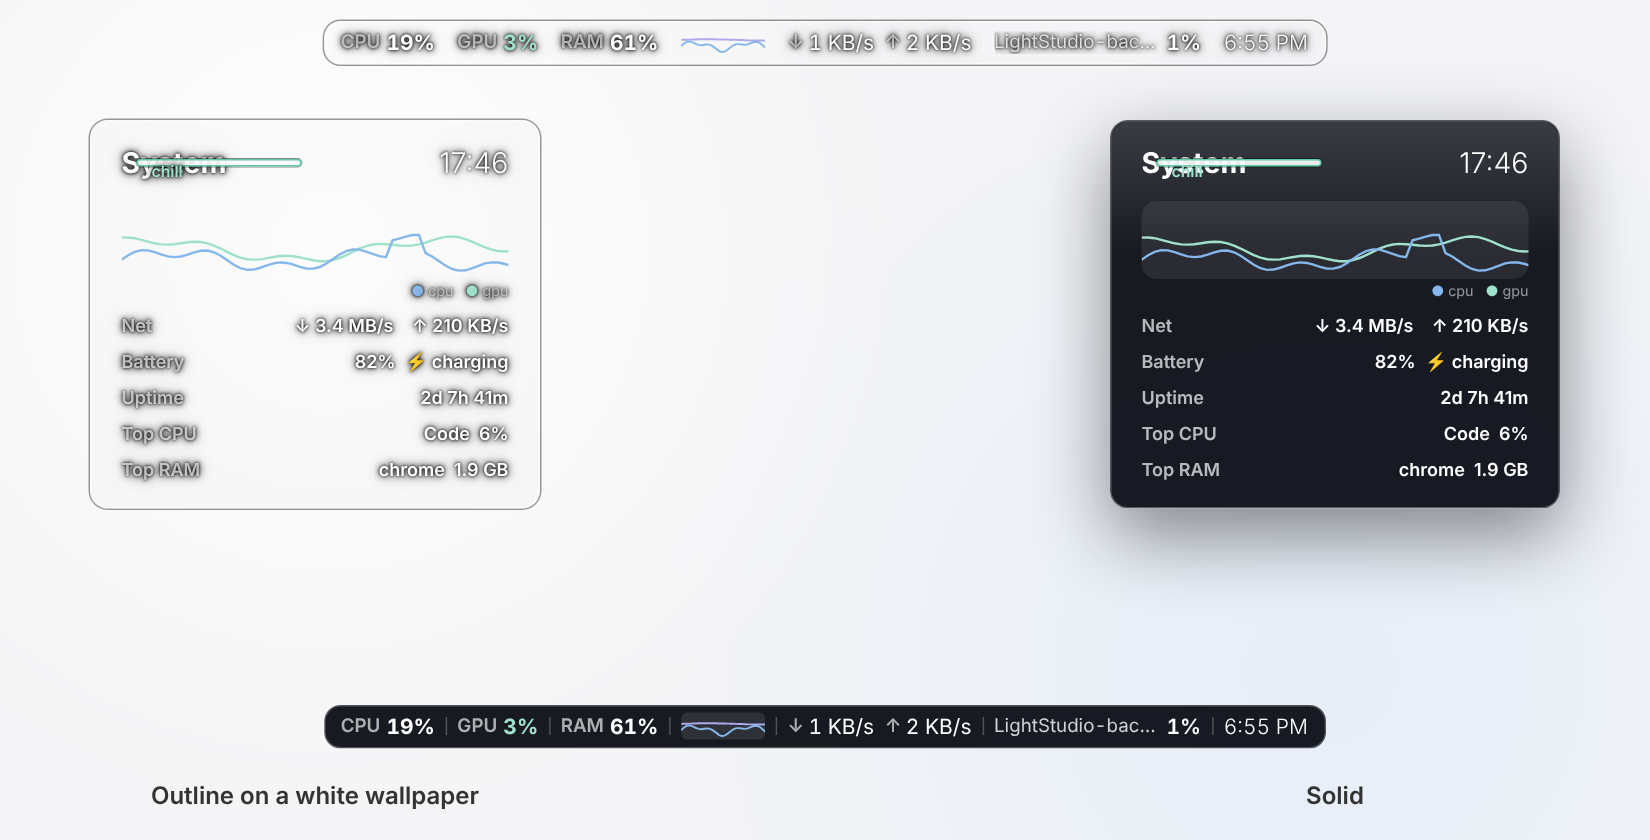 CPU 19% GPU 3% RAM 61% ↓ 1 KB/s ↑ 2 KB/s LightStudio-bac... 1% 6:55 PM
System 17:46
chill
cpu gpu
Net ↓ 3.4 MB/s ↑ 210 KB/s
Battery 82% ⚡ charging
Uptime 2d 7h 41m
Top CPU Code 6%
Top RAM chrome 1.9 GB
System 17:46
chill
cpu gpu
Net ↓ 3.4 MB/s ↑ 210 KB/s
Battery 82% ⚡ charging
Uptime 2d 7h 41m
Top CPU Code 6%
Top RAM chrome 1.9 GB
CPU 19% | GPU 3% | RAM 61% | | ↓ 1 KB/s ↑ 2 KB/s | LightStudio-bac... 1% | 6:55 PM
Outline on a white wallpaper
Solid